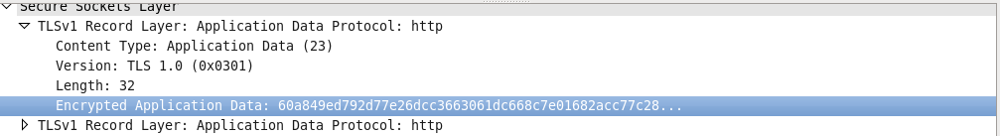 Secure Sockets Layer
TLSv1 Record Layer: Application Data Protocol: http
Content Type: Application Data (23)
Version: TLS 1.0 (0x0301)
Length: 32
Encrypted Application Data: 60a849ed792d77e26dcc3663061dc668c7e01682acc77c28...
TLSv1 Record Layer: Application Data Protocol: http